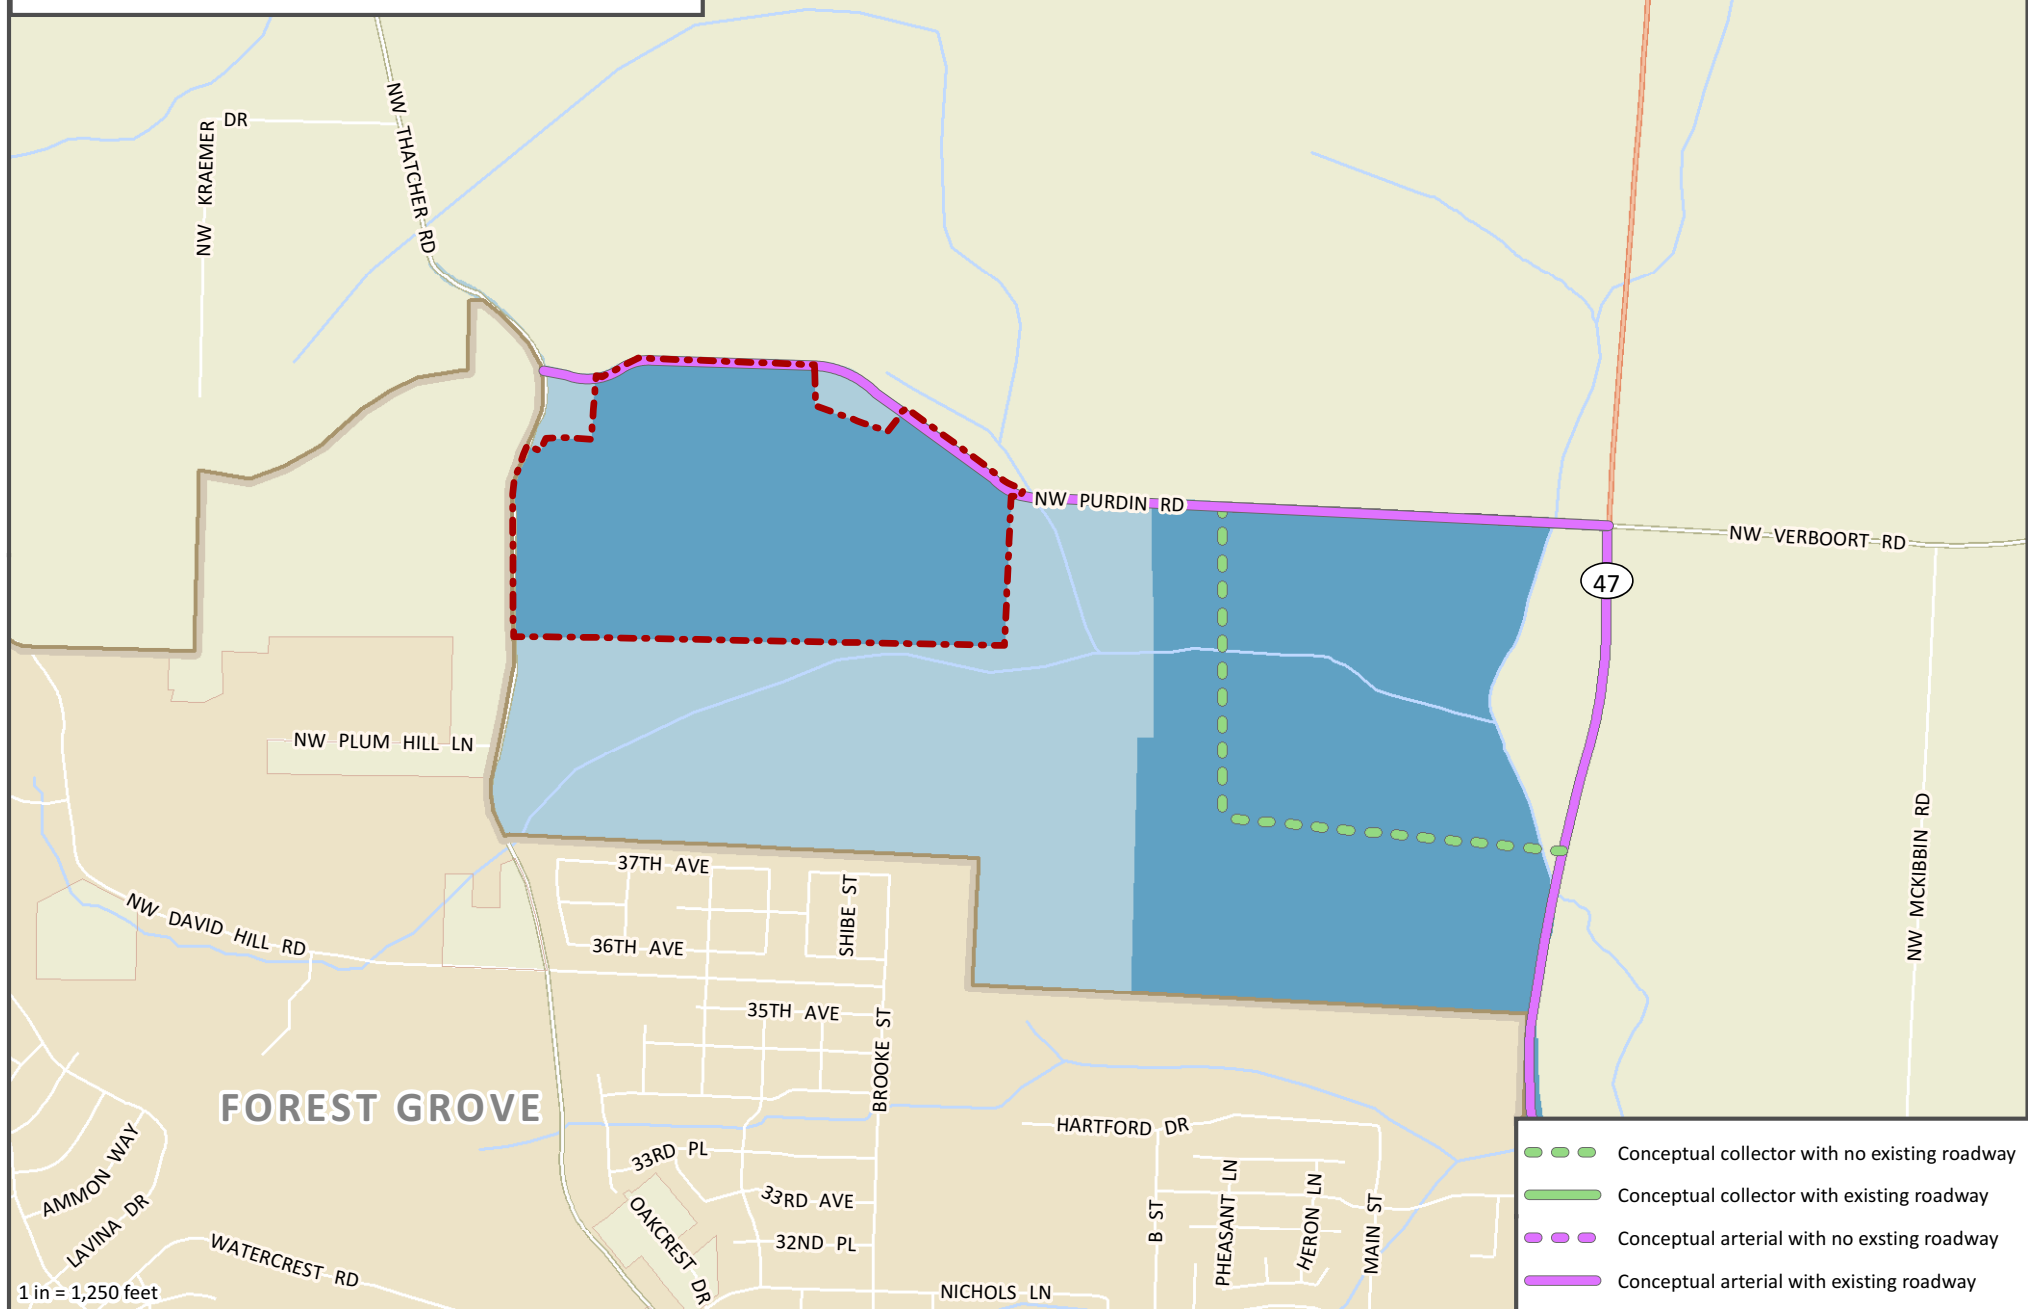 DR
NW KRAEMER
NW THATCHER RD
NW PURDIN RD
NW VERBOORT RD
47
NW PLUM HILL LN
NW MCKIBBIN RD
37TH AVE
SHIBE ST
36TH AVE
NW DAVID HILL RD
35TH AVE
BROOKE ST
FOREST GROVE
HARTFORD DR
33RD PL
AMMON WAY
LAVINA DR
33RD AVE
OAKCREST DR
32ND PL
B ST
PHEASANT LN
HERON LN
MAIN ST
WATERCREST RD
NICHOLS LN
1 in = 1,250 feet
Conceptual collector with no existing roadway
Conceptual collector with existing roadway
Conceptual arterial with no exsting roadway
Conceptual arterial with existing roadway